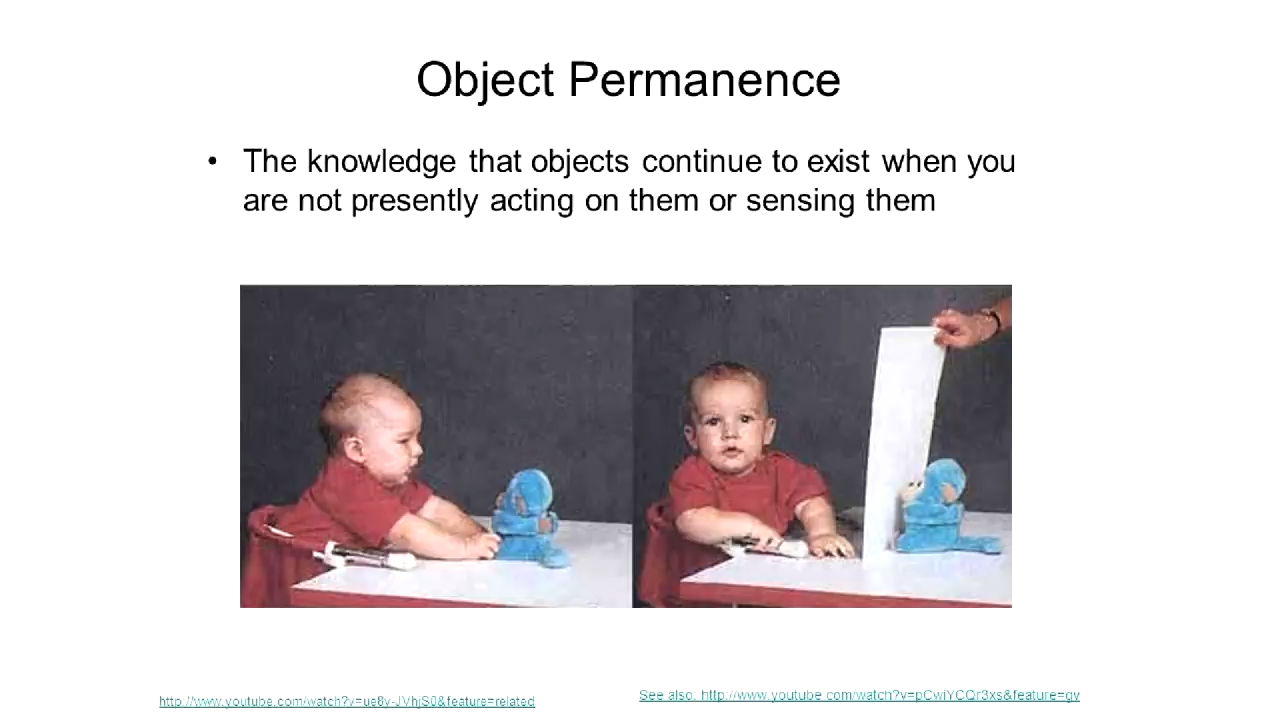 Object Permanence
• The knowledge that objects continue to exist when you
are not presently acting on them or sensing them
http://www.youtube.com/watch?v=ue8y-JVhjS0&feature=related
See also: http://www.youtube.com/watch?v=pCwiYCQr3xs&feature=gv